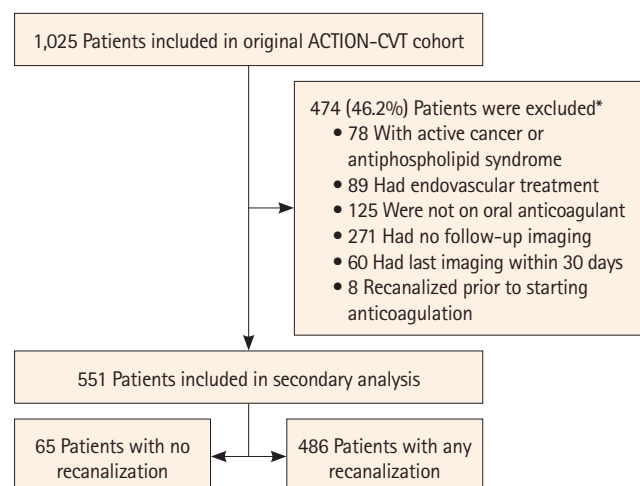 1,025 Patients included in original ACTION-CVT cohort
474 (46.2%) Patients were excluded*
• 78 With active cancer or
antiphospholipid syndrome
• 89 Had endovascular treatment
• 125 Were not on oral anticoagulant
• 271 Had no follow-up imaging
• 60 Had last imaging within 30 days
• 8 Recanalized prior to starting
anticoagulation
551 Patients included in secondary analysis
65 Patients with no
recanalization
486 Patients with any
recanalization